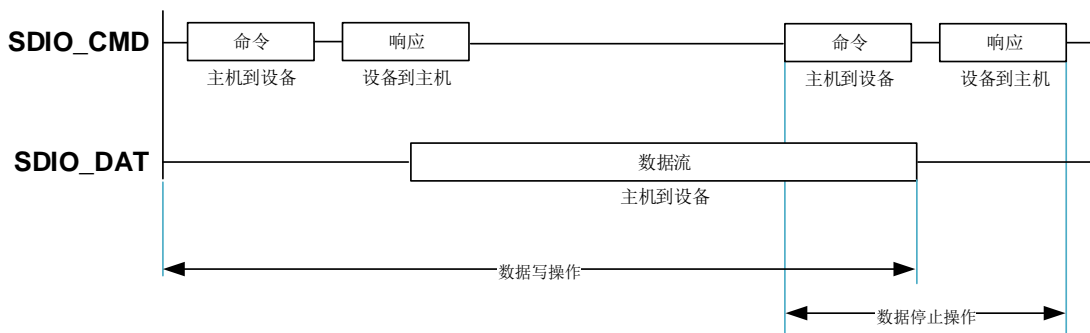 SDIO_CMD 命令 响应 命令 响应
主机到设备 设备到主机 主机到设备 设备到主机
SDIO_DAT 数据流
主机到设备
数据写操作
数据停止操作